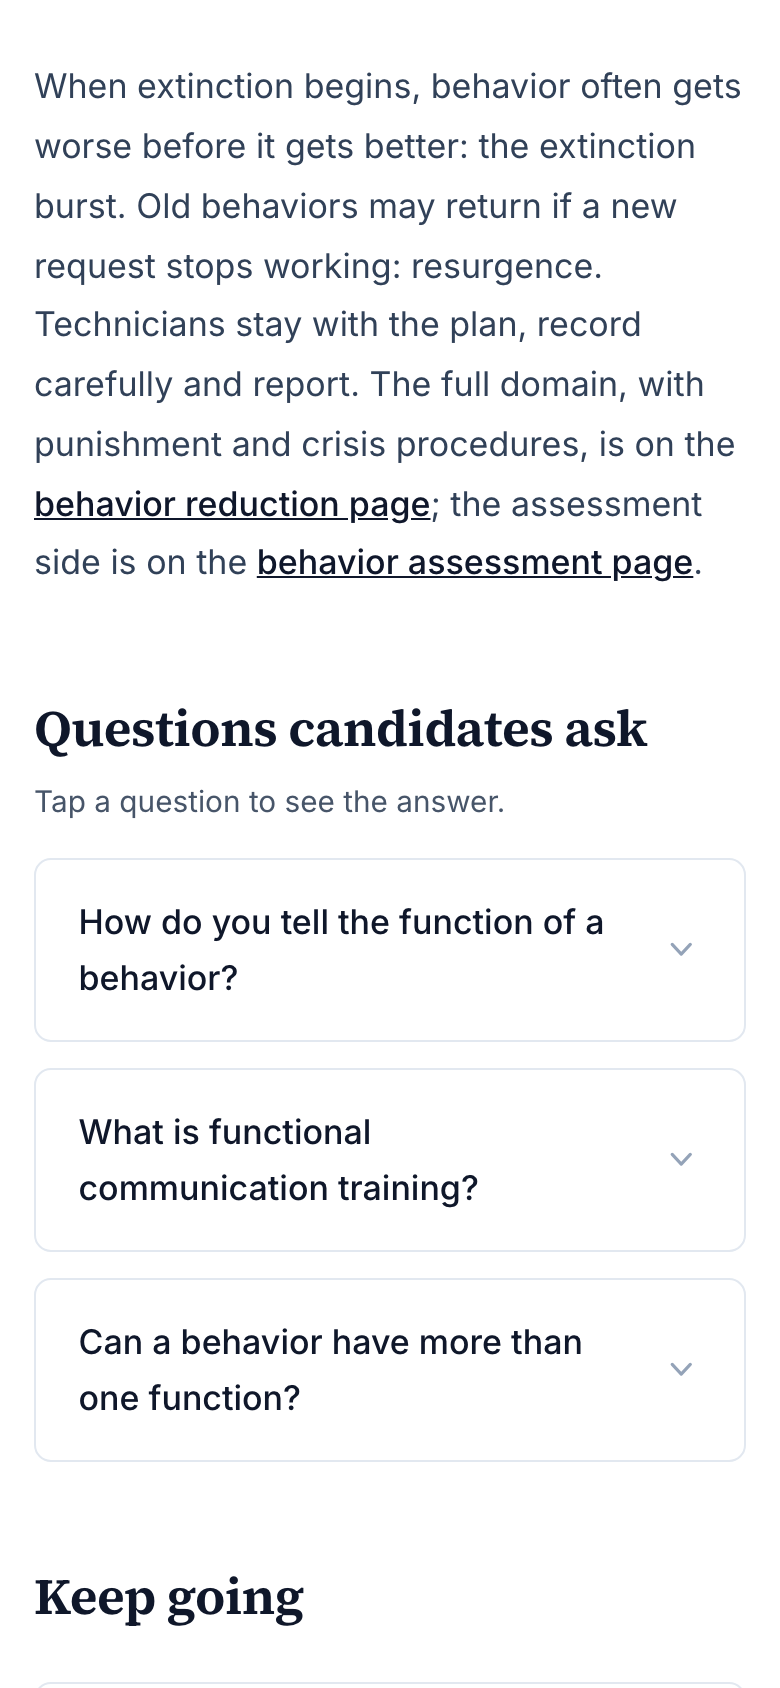 When extinction begins, behavior often gets
worse before it gets better: the extinction
burst. Old behaviors may return if a new
request stops working: resurgence.
Technicians stay with the plan, record
carefully and report. The full domain, with
punishment and crisis procedures, is on the
behavior reduction page; the assessment
side is on the behavior assessment page.
Questions candidates ask
Tap a question to see the answer.
How do you tell the function of a
behavior?
What is functional
communication training?
Can a behavior have more than
one function?
Keep going